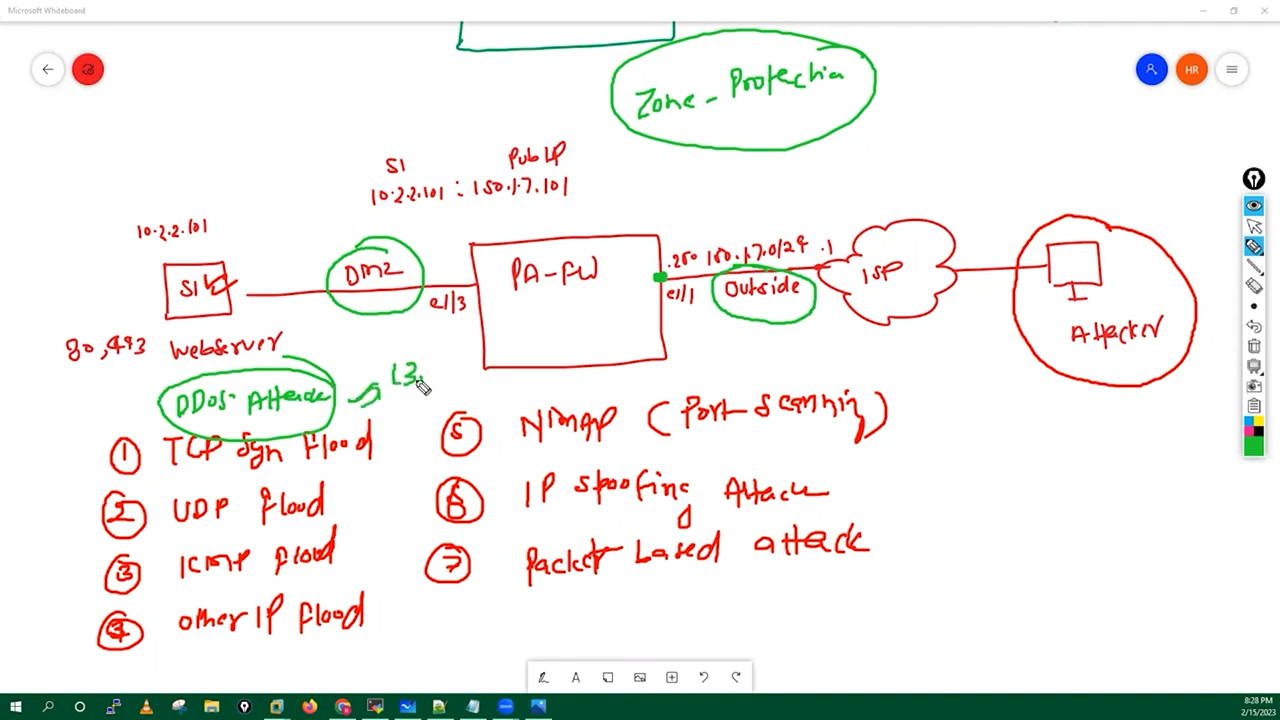 Microsoft Whiteboard
HR
Zone - Protection
S1 Pub IP
10.2.2.101 : 150.1.7.101
10.2.2.101
S1
DMZ
e1/3
PA-FW
.250 150.1.7.0/24 .1
e1/1
Outside
ISP
Attacker
80,443 Webserver
DDos- Attack
L3
① TCP Syn Flood
② UDP flood
③ ICMP flood
④ other IP flood
⑤ NMAP (Port Scanning)
⑥ IP spoofing Attack
⑦ Packet based attack
A
8:28 PM
2/15/2023